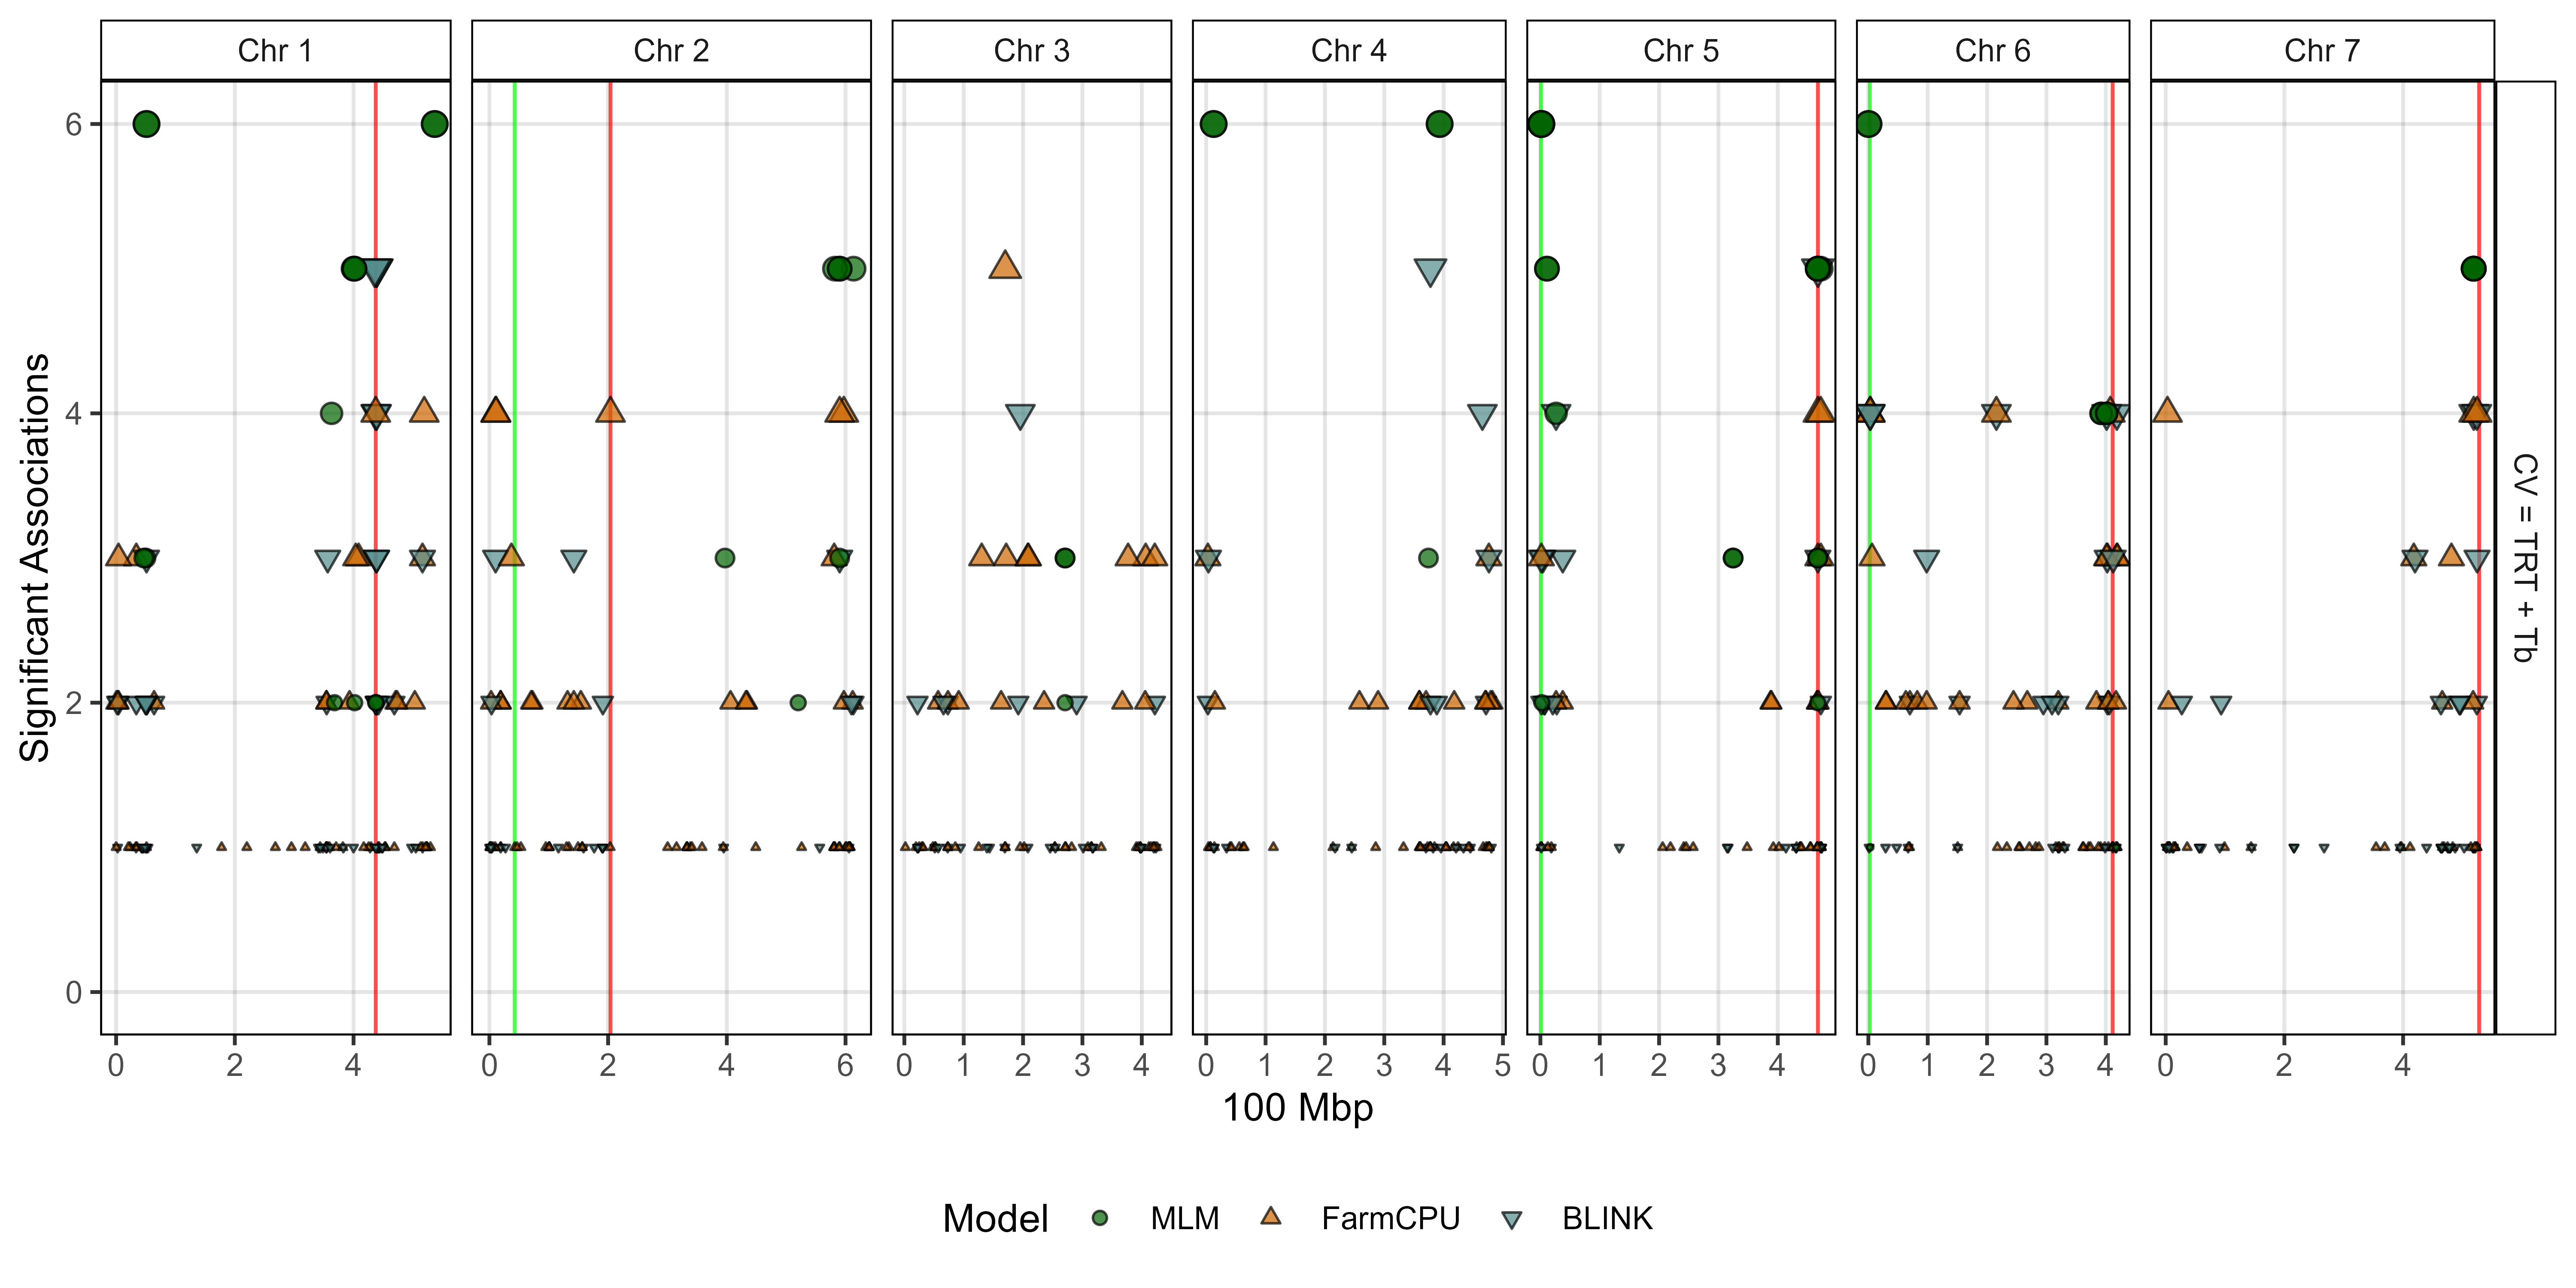 Chr 1 Chr 2 Chr 3 Chr 4 Chr 5 Chr 6 Chr 7
6
4
2
0
Significant Associations
CV = TRT + Tb
0 2 4 0 2 4 6 0 1 2 3 4 0 1 2 3 4 5 0 1 2 3 4 0 1 2 3 4 0 2 4
100 Mbp
Model MLM FarmCPU BLINK